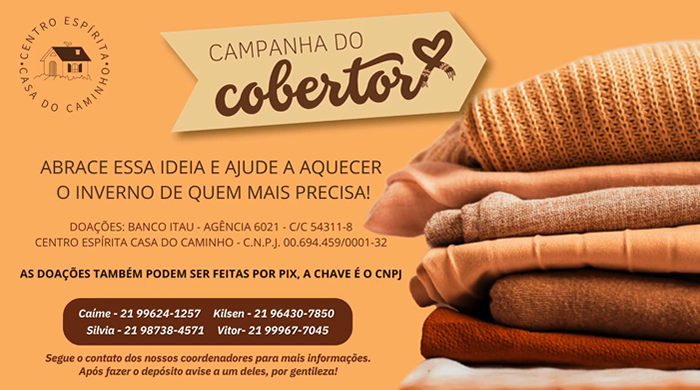 CENTRO ESPÍRITA
CASA DO CAMINHO
CAMPANHA DO
cobertor
ABRACE ESSA IDEIA E AJUDE A AQUECER
O INVERNO DE QUEM MAIS PRECISA!
DOAÇÕES: BANCO ITAU - AGÊNCIA 6021 - C/C 54311-8
CENTRO ESPÍRITA CASA DO CAMINHO - C.N.P.J. 00.694.459/0001-32
AS DOAÇÕES TAMBÉM PODEM SER FEITAS POR PIX, A CHAVE É O CNPJ
Caíme - 21 99624-1257 Kilsen - 21 96430-7850
Silvia - 21 98738-4571 Vitor- 21 99967-7045
Segue o contato dos nossos coordenadores para mais informações.
Após fazer o depósito avise a um deles, por gentileza!